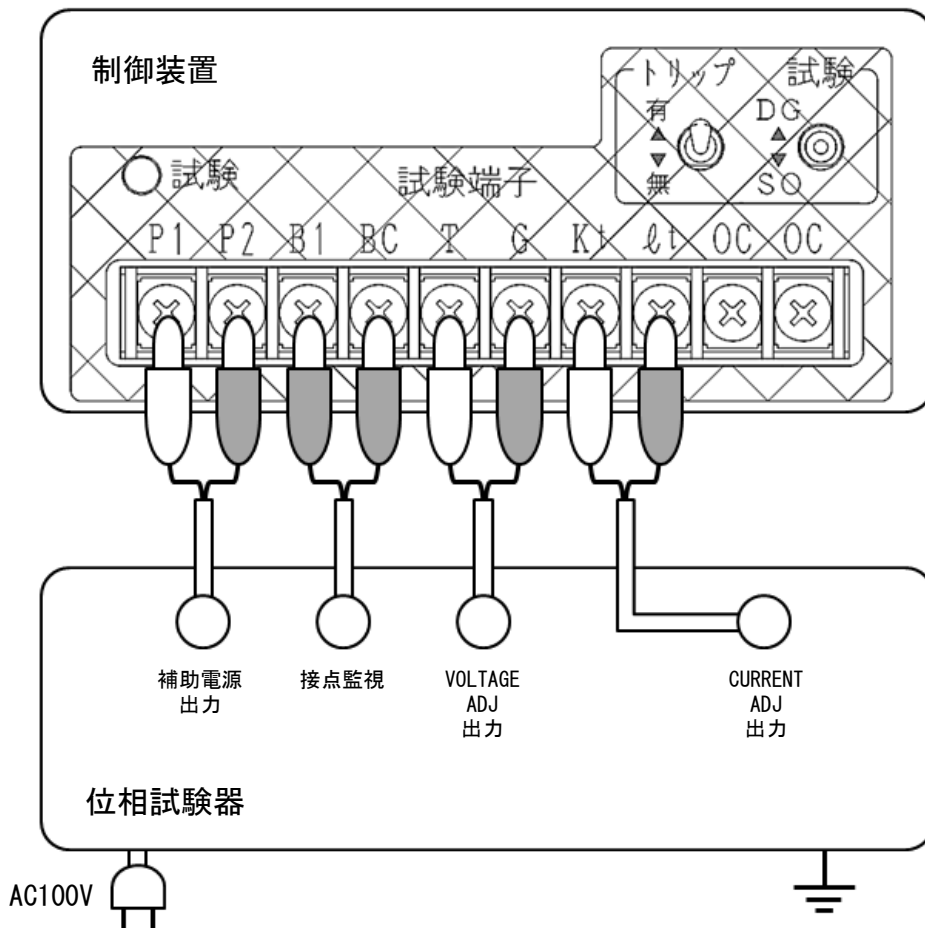 制御装置
トリップ 試験
有 DG
無 SO
試験 試験端子
P1 P2 B1 BC T G Kt ℓt OC OC
補助電源
出力
接点監視
VOLTAGE
ADJ
出力
CURRENT
ADJ
出力
位相試験器
AC100V